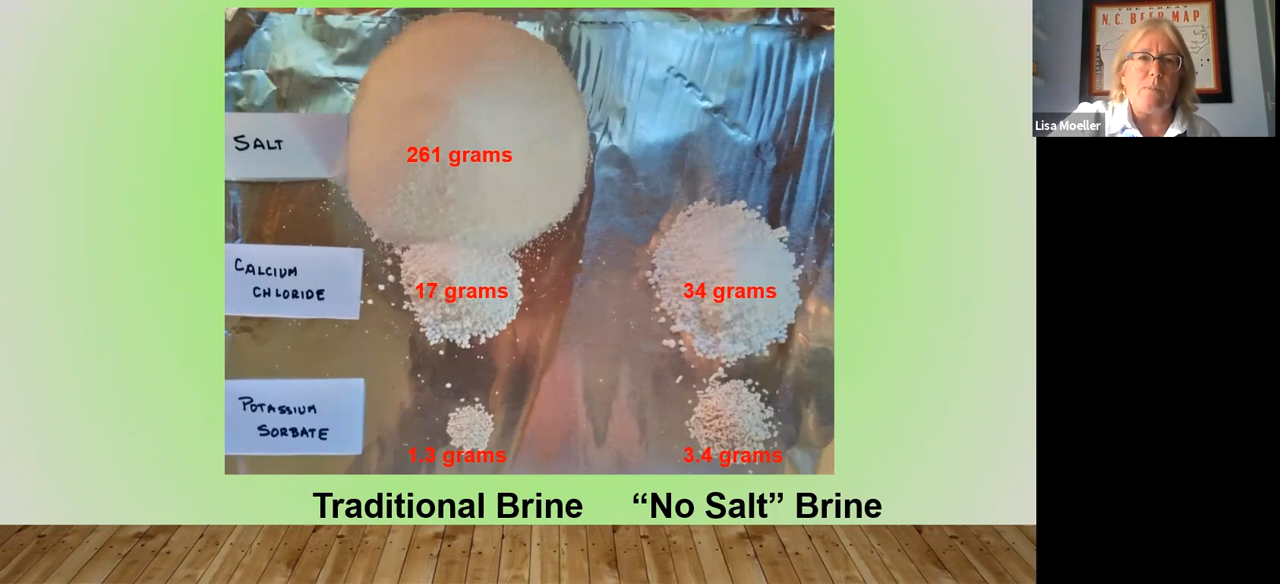 SALT
261 grams
CALCIUM
CHLORIDE
17 grams
34 grams
POTASSIUM
SORBATE
1.3 grams
3.4 grams
Traditional Brine
“No Salt” Brine
N.C. BEER MAP
Lisa Moeller